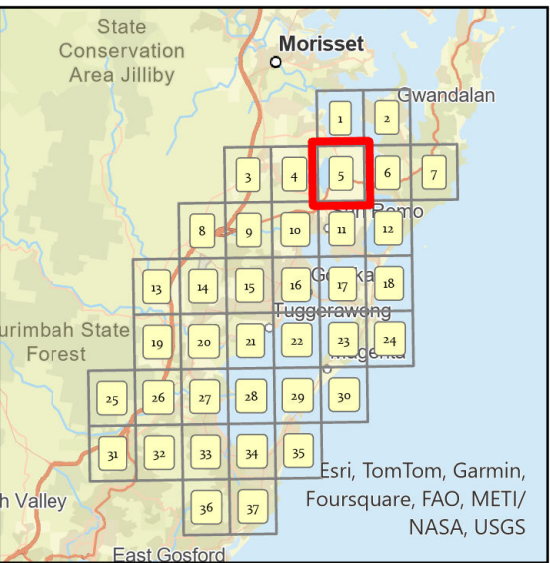 State
Conservation
Area Jilliby
Morisset
Gwandalan
1 2
3 4 5 6 7
8 9 10 11 12
13 14 15 16 17 18
Tuggerawong
urimbah State
Forest
19 20 21 22 23 24
25 26 27 28 29 30
31 32 33 34 35
Esri, TomTom, Garmin,
Foursquare, FAO, METI/
NASA, USGS
h Valley
36 37
East Gosford